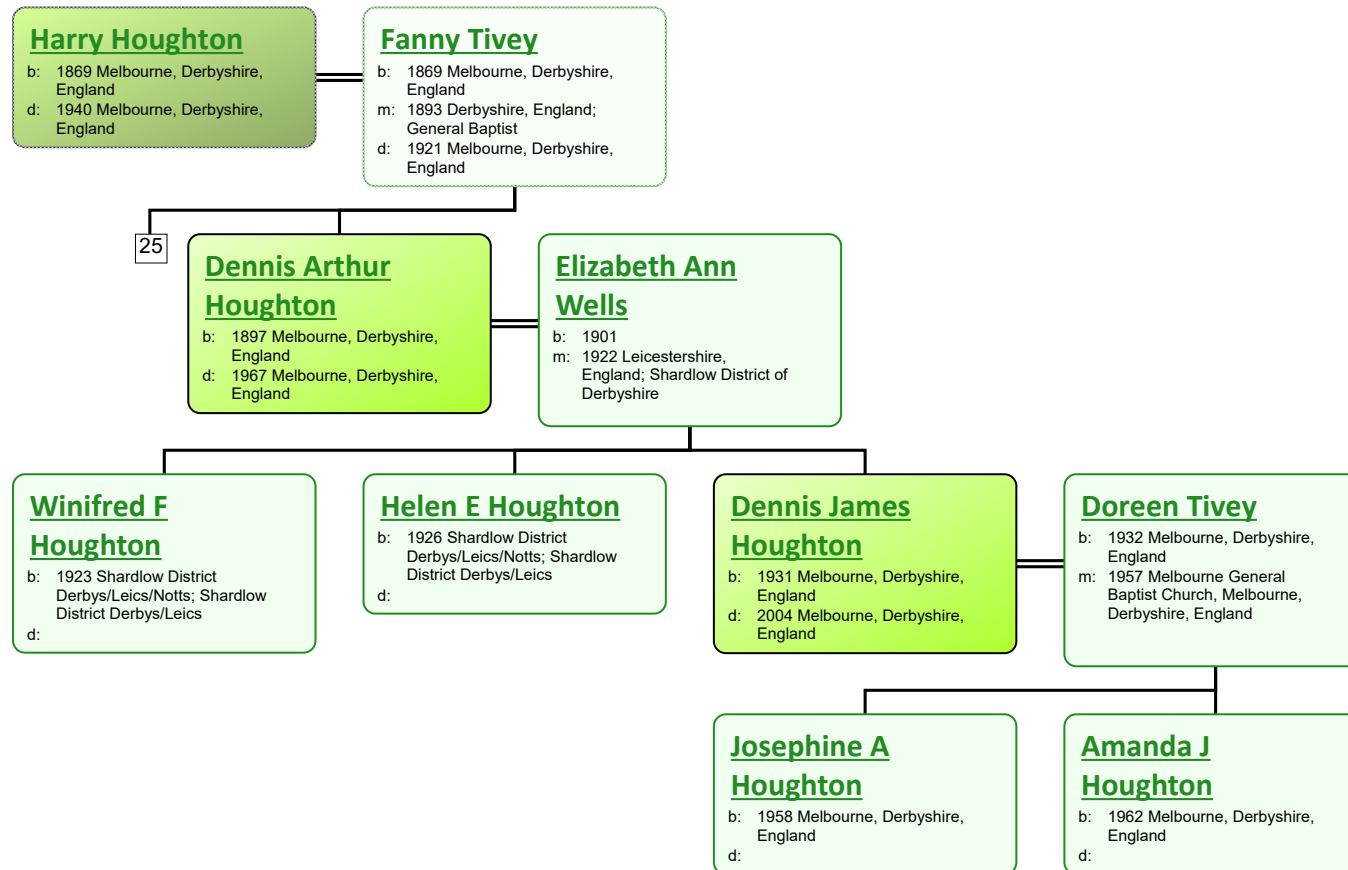 Harry Houghton
b: 1869 Melbourne, Derbyshire,
England
d: 1940 Melbourne, Derbyshire,
England
Fanny Tivey
b: 1869 Melbourne, Derbyshire,
England
m: 1893 Derbyshire, England;
General Baptist
d: 1921 Melbourne, Derbyshire,
England
25
Dennis Arthur
Houghton
b: 1897 Melbourne, Derbyshire,
England
d: 1967 Melbourne, Derbyshire,
England
Elizabeth Ann
Wells
b: 1901
m: 1922 Leicestershire,
England; Shardlow District of
Derbyshire
Winifred F
Houghton
b: 1923 Shardlow District
Derbys/Leics/Notts; Shardlow
District Derbys/Leics
d:
Helen E Houghton
b: 1926 Shardlow District
Derbys/Leics/Notts; Shardlow
District Derbys/Leics
d:
Dennis James
Houghton
b: 1931 Melbourne, Derbyshire,
England
d: 2004 Melbourne, Derbyshire,
England
Doreen Tivey
b: 1932 Melbourne, Derbyshire,
England
m: 1957 Melbourne General
Baptist Church, Melbourne,
Derbyshire, England
Josephine A
Houghton
b: 1958 Melbourne, Derbyshire,
England
d:
Amanda J
Houghton
b: 1962 Melbourne, Derbyshire,
England
d: